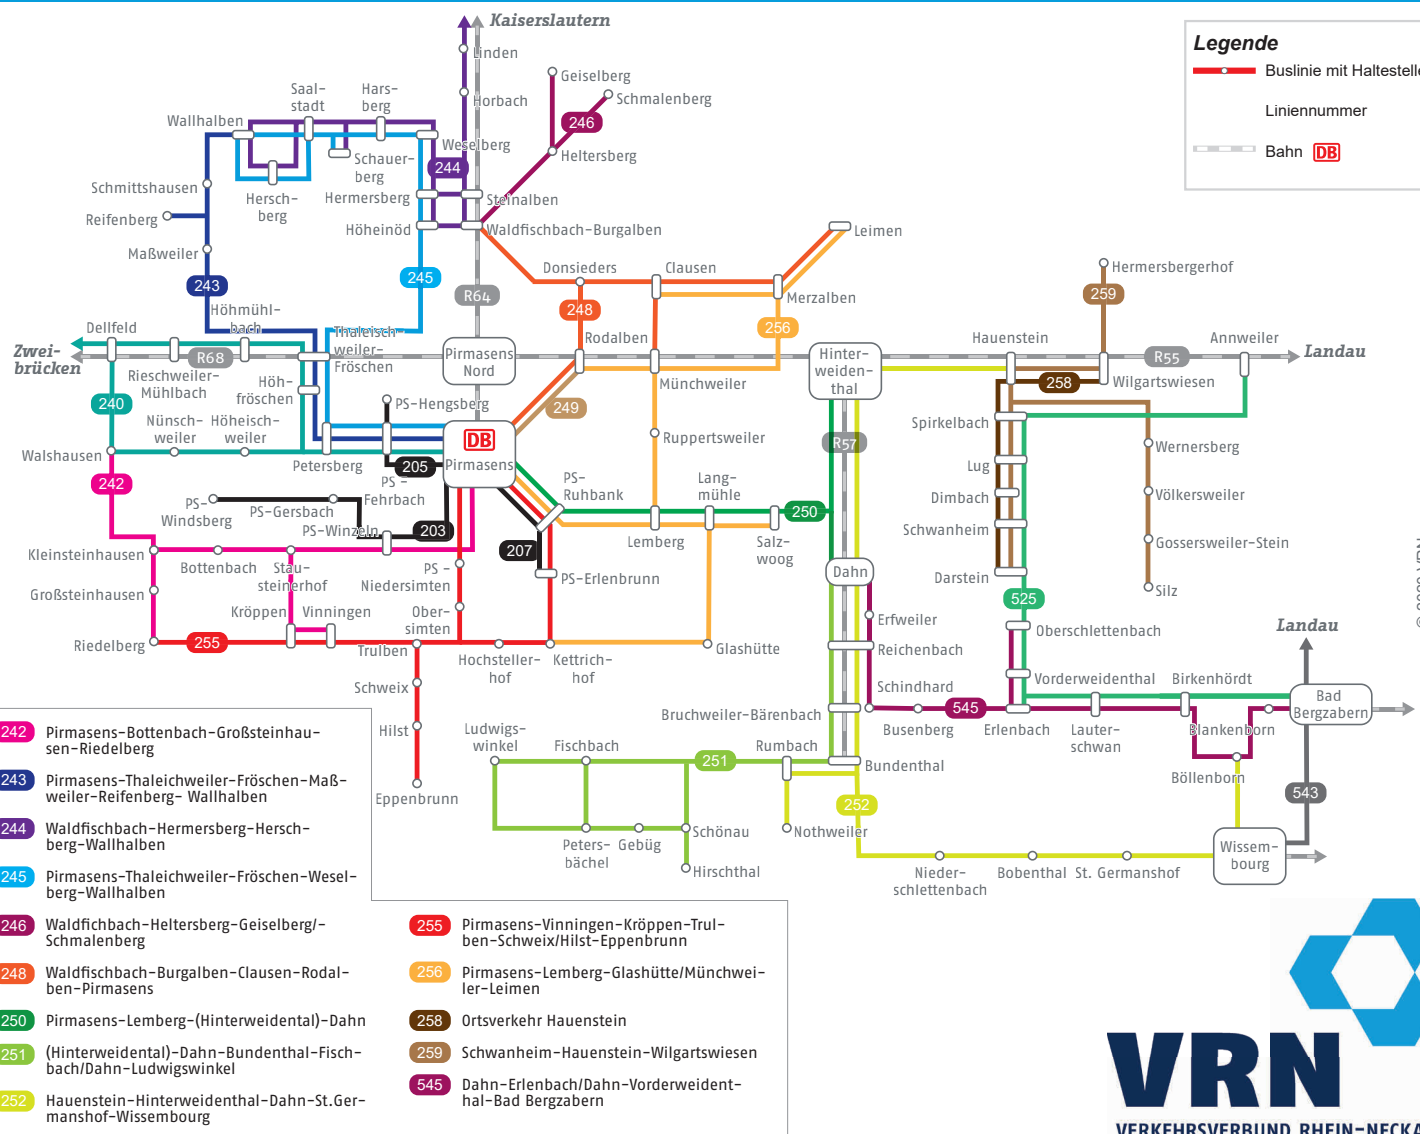 Kaiserslautern
Linden
Horbach
Geiselberg
Schmalenberg
246
Heltersberg
Legende
Buslinie mit Haltestelle
Liniennummer
Bahn DB
Saal-
stadt
Hars-
berg
Wallhalben
Weselberg
Schauer-
berg
244
Schmittshausen
Hersch-
berg
Hermersberg
Steinalben
Reifenberg
Höheinöd
Waldfischbach-Burgalben
Leimen
Maßweiler
243
245
Donsieders
Clausen
Hermersbergerhof
R64
248
Merzalben
259
Höhmühl-
bach
256
Dellfeld
Thaleisch-
weiler-
Fröschen
Rodalben
Hauenstein
Annweiler
Zwei-
brücken
R68
Pirmasens
Nord
Hinter-
weiden-
thal
R55
Landau
Rieschweiler-
Mühlbach
Höh-
fröschen
Münchweiler
258
Wilgartswiesen
240
PS-Hengsberg
249
Nünsch-
weiler
Höheisch-
weiler
Spirkelbach
Walshausen
DB
Pirmasens
Ruppertsweiler
R57
Wernersberg
Petersberg
205
Lug
242
PS -
Fehrbach
PS-
Ruhbank
Lang-
mühle
Dimbach
Völkersweiler
PS-
Windsberg
PS-Gersbach
250
PS-Winzeln
203
Schwanheim
Lemberg
Salz-
woog
Gossersweiler-Stein
Kleinsteinhausen
207
Bottenbach
Stau-
steinerhof
PS -
Niedersimten
PS-Erlenbrunn
Dahn
Darstein
Silz
Großsteinhausen
525
Kröppen
Vinningen
Ober-
simten
Erfweiler
Oberschlettenbach
Landau
Riedelberg
255
Trulben
Hochsteller-
hof
Kettrich-
hof
Glashütte
Reichenbach
Schweix
Schindhard
Vorderweidenthal
Birkenhördt
Bad
Bergzabern
Bruchweiler-Bärenbach
545
Hilst
Ludwigs-
winkel
Fischbach
Rumbach
Busenberg
Erlenbach
Lauter-
schwan
Blankenborn
251
Bundenthal
Böllenborn
Eppenbrunn
252
543
Peters-
bächel
Gebüg
Schönau
Nothweiler
Wissem-
bourg
Hirschthal
Nieder-
schlettenbach
Bobenthal
St. Germanshof
242 Pirmasens-Bottenbach-Großsteinhau-
sen-Riedelberg
243 Pirmasens-Thaleichweiler-Fröschen-Maß-
weiler-Reifenberg- Wallhalben
244 Waldfischbach-Hermersberg-Hersch-
berg-Wallhalben
245 Pirmasens-Thaleichweiler-Fröschen-Wesel-
berg-Wallhalben
246 Waldfichbach-Heltersberg-Geiselberg/-
Schmalenberg
248 Waldfischbach-Burgalben-Clausen-Rodal-
ben-Pirmasens
250 Pirmasens-Lemberg-(Hinterweidental)-Dahn
251 (Hinterweidental)-Dahn-Bundenthal-Fisch-
bach/Dahn-Ludwigswinkel
252 Hauenstein-Hinterweidenthal-Dahn-St.Ger-
manshof-Wissembourg
255 Pirmasens-Vinningen-Kröppen-Trul-
ben-Schweix/Hilst-Eppenbrunn
256 Pirmasens-Lemberg-Glashütte/Münchwei-
ler-Leimen
258 Ortsverkehr Hauenstein
259 Schwanheim-Hauenstein-Wilgartswiesen
545 Dahn-Erlenbach/Dahn-Vorderweident-
hal-Bad Bergzabern
VRN
VERKEHRSVERBUND RHEIN-NECKA